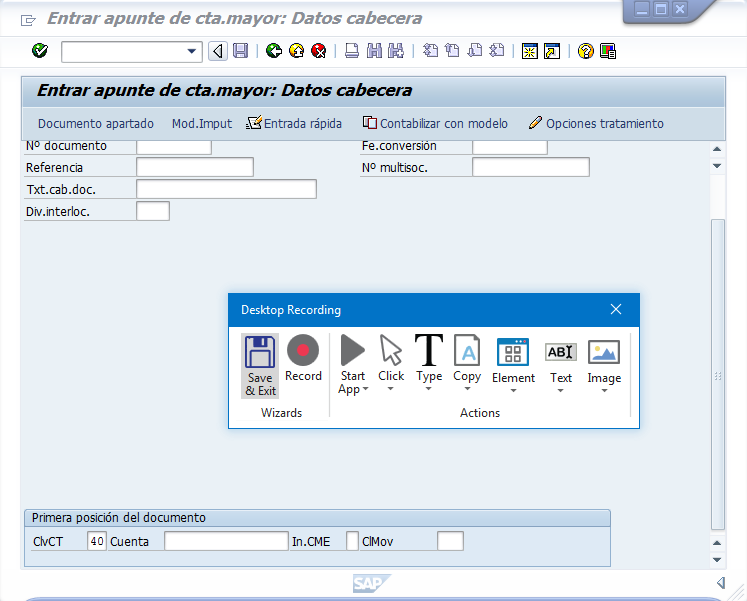 Entrar apunte de cta.mayor: Datos cabecera
Entrar apunte de cta.mayor: Datos cabecera
Documento apartado Mod.Imput Entrada rápida Contabilizar con modelo Opciones tratamiento
Nº documento Fe.conversión
Referencia Nº multisoc.
Txt.cab.doc.
Div.interloc.
Desktop Recording
Save & Exit
Record
Start App
Click
Type
Copy
Element
Text
Image
Wizards Actions
Primera posición del documento
ClvCT 40 Cuenta In.CME ClMov
SAP